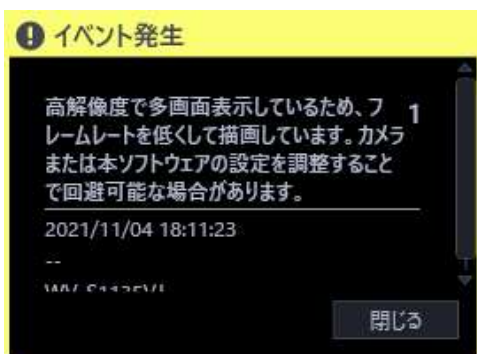 イベント発生
高解像度で多画面表示しているため、フ 1
レームレートを低くして描画しています。カメラ
または本ソフトウェアの設定を調整すること
で回避可能な場合があります。
2021/11/04 18:11:23
--
閉じる